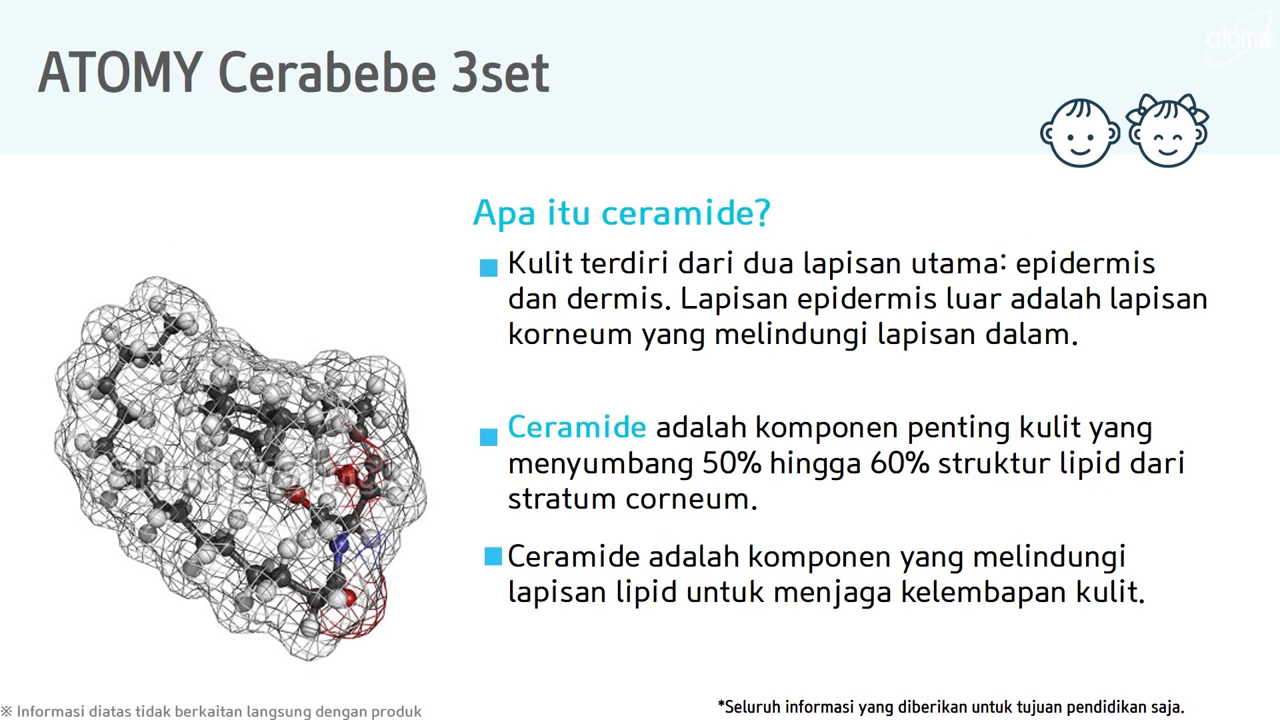 ATOMY Cerabebe 3set
atomy
Apa itu ceramide?
Kulit terdiri dari dua lapisan utama: epidermis
dan dermis. Lapisan epidermis luar adalah lapisan
korneum yang melindungi lapisan dalam.
Ceramide adalah komponen penting kulit yang
menyumbang 50% hingga 60% struktur lipid dari
stratum corneum.
Ceramide adalah komponen yang melindungi
lapisan lipid untuk menjaga kelembapan kulit.
※ Informasi diatas tidak berkaitan langsung dengan produk
*Seluruh informasi yang diberikan untuk tujuan pendidikan saja.